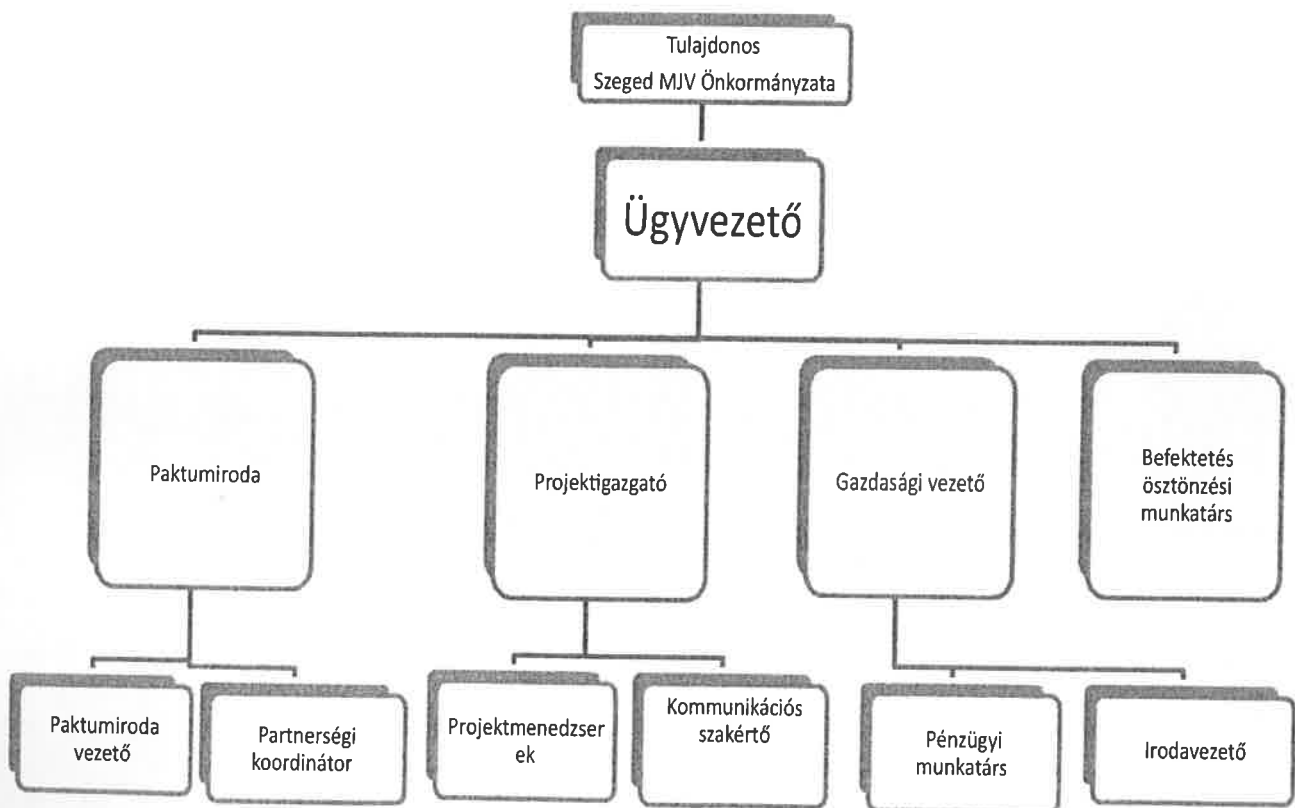 Tulajdonos
Szeged MJV Önkormányzata
Ügyvezető
Paktumiroda
Projektigazgató
Gazdasági vezető
Befektetés
ösztönzési
munkatárs
Paktumiroda
vezető
Partnerségi
koordinátor
Projektmenedzser
ek
Kommunikációs
szakértő
Pénzügyi
munkatárs
Irodavezető